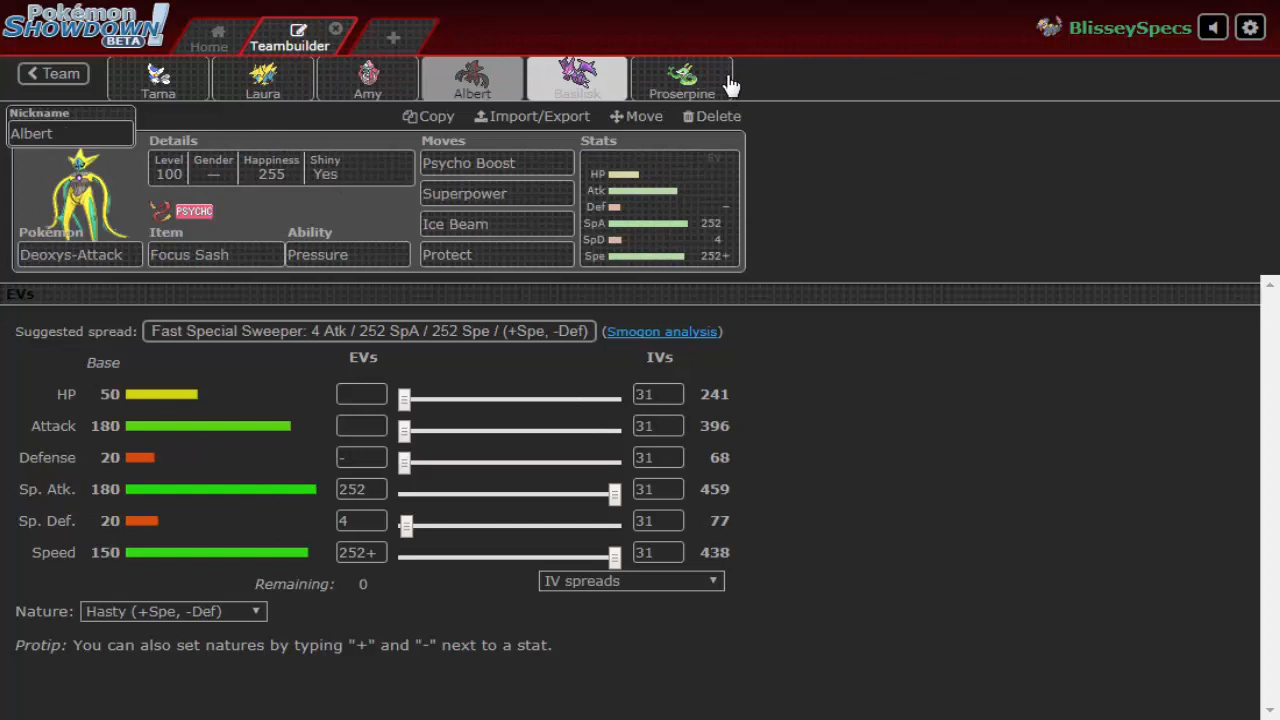 Pokémon
SHOWDOWN!
BETA
Home
Teambuilder
BlisseySpecs
Team
Tama
Laura
Amy
Albert
Basilisk
Proserpine
Nickname
Albert
Copy
Import/Export
Move
Delete
Details
Level
100
Gender
—
Happiness
255
Shiny
Yes
PSYCHC
Pokémon
Deoxys-Attack
Item
Focus Sash
Ability
Pressure
Moves
Psycho Boost
Superpower
Ice Beam
Protect
Stats
EV
HP
Atk
Def –
SpA 252
SpD 4
Spe 252+
EVs
Suggested spread: Fast Special Sweeper: 4 Atk / 252 SpA / 252 Spe / (+Spe, -Def) (Smogon analysis)
Base EVs IVs
HP 50 31 241
Attack 180 31 396
Defense 20 - 31 68
Sp. Atk. 180 252 31 459
Sp. Def. 20 4 31 77
Speed 150 252+ 31 438
Remaining: 0 IV spreads
Nature: Hasty (+Spe, -Def)
Protip: You can also set natures by typing "+" and "-" next to a stat.